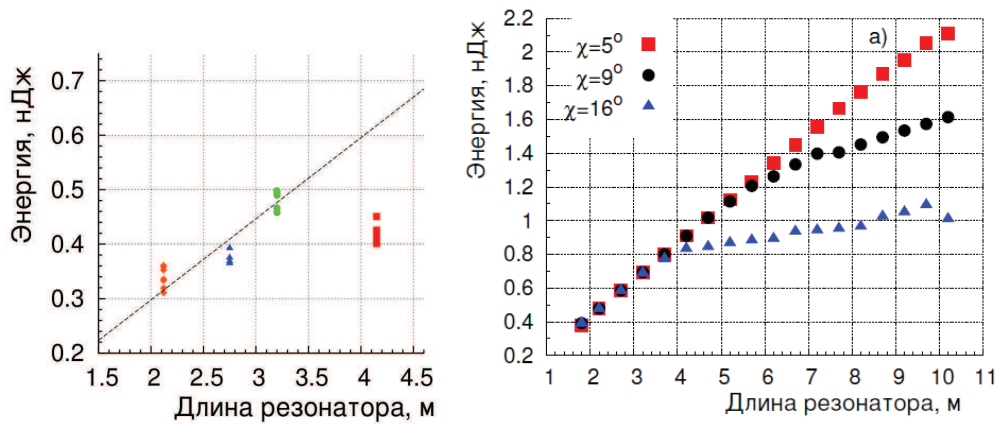 Энергия, нДж
0.7
0.6
0.5
0.4
0.3
0.2
1.5 2 2.5 3 3.5 4 4.5
Длина резонатора, м
Энергия, нДж
2.2
2
1.8
1.6
1.4
1.2
1
0.8
0.6
0.4
0.2
χ=5°
χ=9°
χ=16°
а)
1 2 3 4 5 6 7 8 9 10 11
Длина резонатора, м